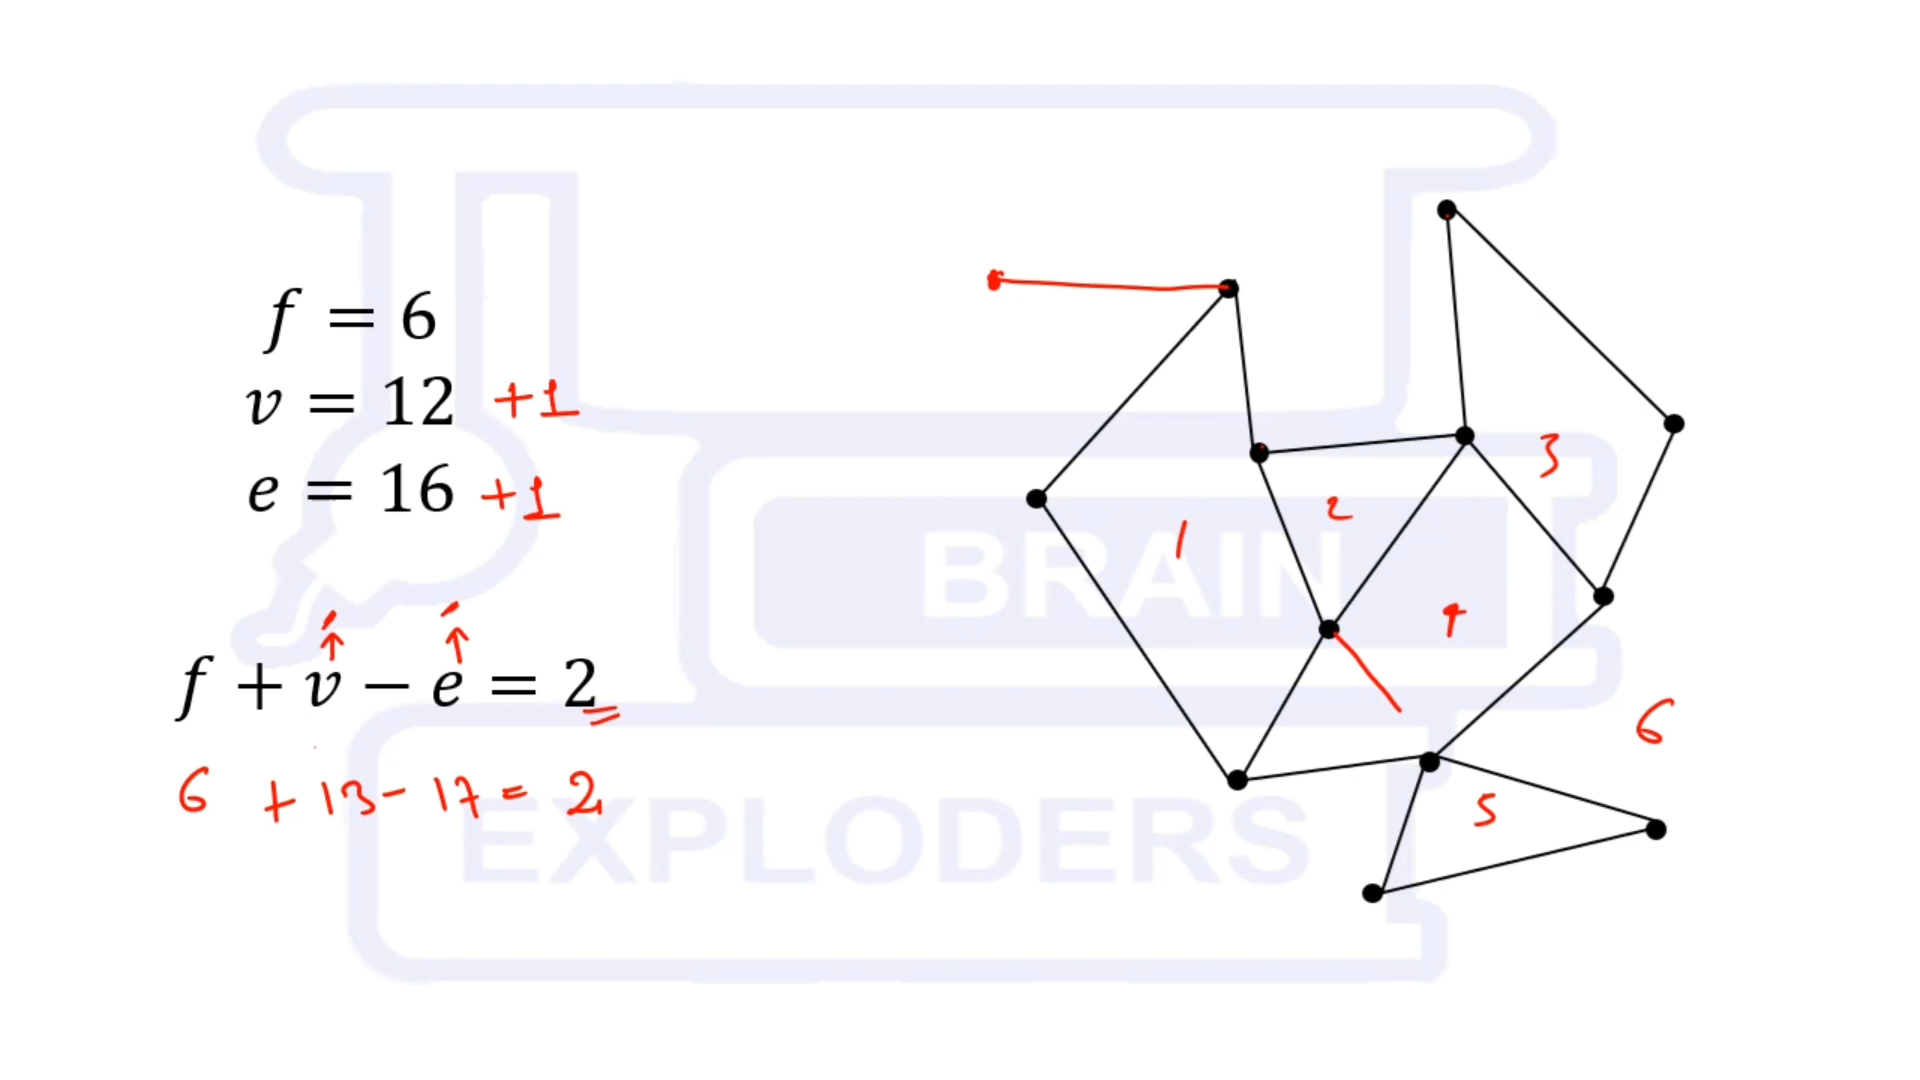 f = 6
v = 12 +1
e = 16 +1
f + v − e = 2
6 + 13 - 17 = 2
1
2
3
4
5
6
BRAIN
EXPLODERS